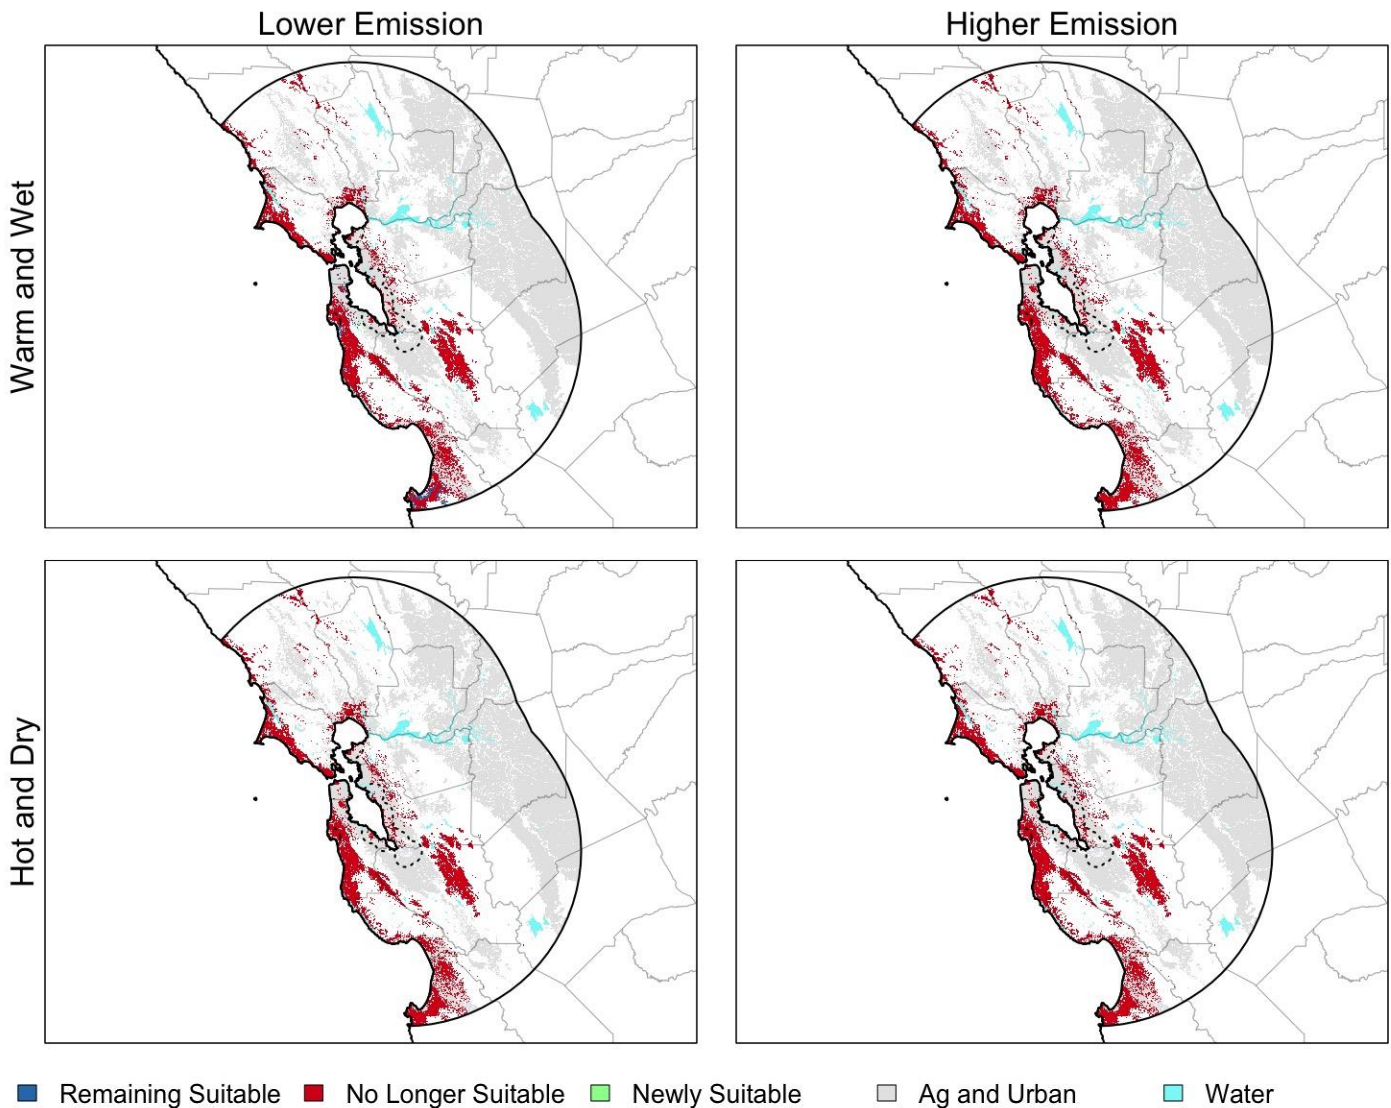 Lower Emission
Higher Emission
Warm and Wet
Hot and Dry
Remaining Suitable
No Longer Suitable
Newly Suitable
Ag and Urban
Water